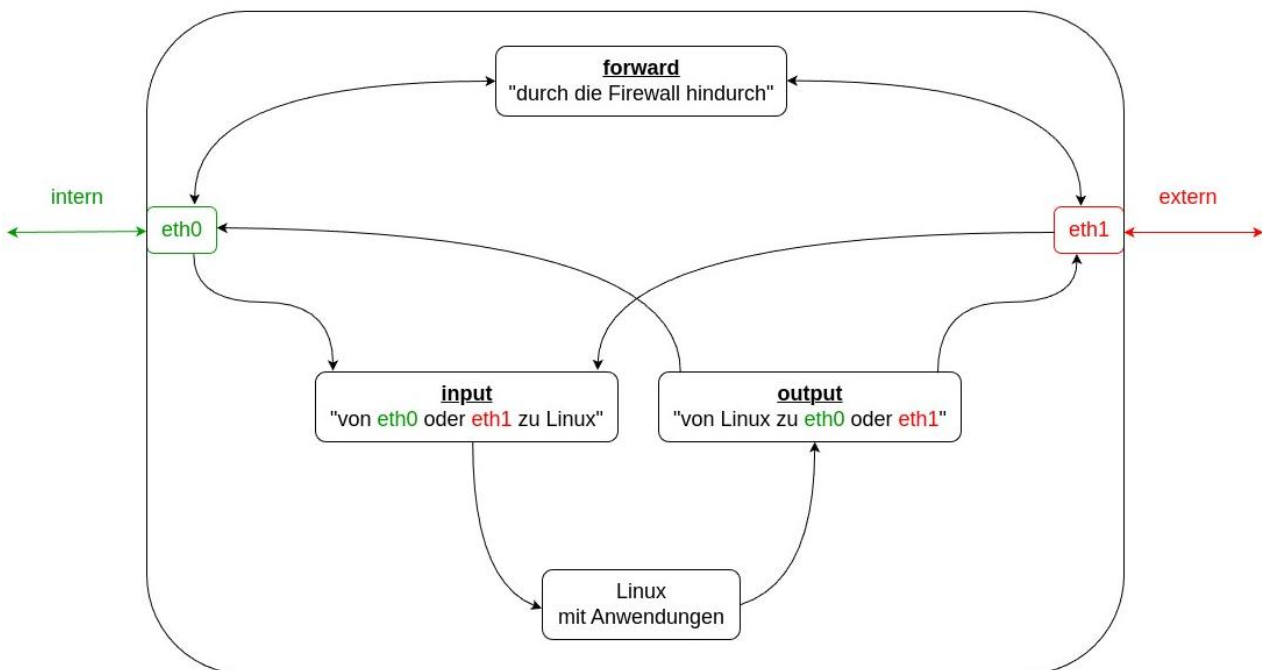 forward
"durch die Firewall hindurch"
intern
extern
eth0
eth1
input
"von eth0 oder eth1 zu Linux"
output
"von Linux zu eth0 oder eth1"
Linux
mit Anwendungen